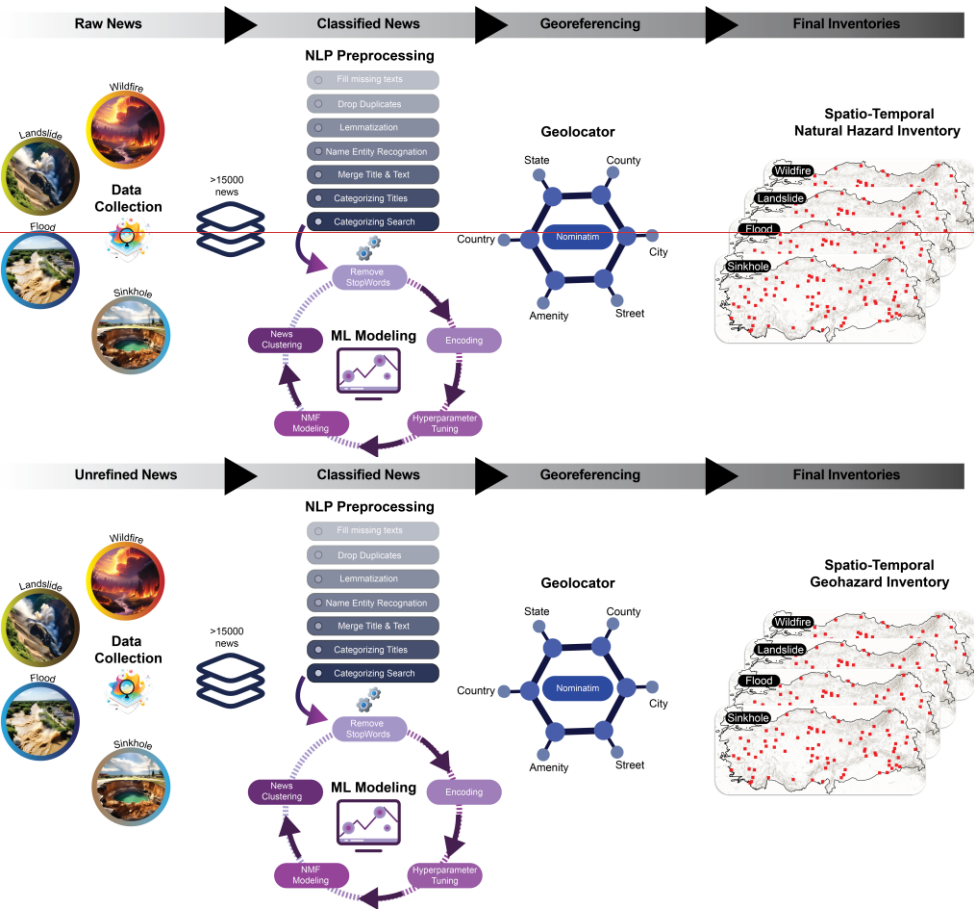 Raw News
Classified News
Georeferencing
Final Inventories
Wildfire
Landslide
Flood
Sinkhole
Data
Collection
>15000
news
NLP Preprocessing
Fill missing texts
Drop Duplicates
Lemmatization
Name Entity Recognation
Merge Title & Text
Categorizing Titles
Categorizing Search
Remove
StopWords
Encoding
Hyperparameter
Tuning
NMF
Modeling
News
Clustering
ML Modeling
Geolocator
State
County
Country
Nominatim
City
Amenity
Street
Spatio-Temporal
Natural Hazard Inventory
Wildfire
Landslide
Flood
Sinkhole
Unrefined News
Classified News
Georeferencing
Final Inventories
Wildfire
Landslide
Flood
Sinkhole
Data
Collection
>15000
news
NLP Preprocessing
Fill missing texts
Drop Duplicates
Lemmatization
Name Entity Recognation
Merge Title & Text
Categorizing Titles
Categorizing Search
Remove
StopWords
Encoding
Hyperparameter
Tuning
NMF
Modeling
News
Clustering
ML Modeling
Geolocator
State
County
Country
Nominatim
City
Amenity
Street
Spatio-Temporal
Geohazard Inventory
Wildfire
Landslide
Flood
Sinkhole